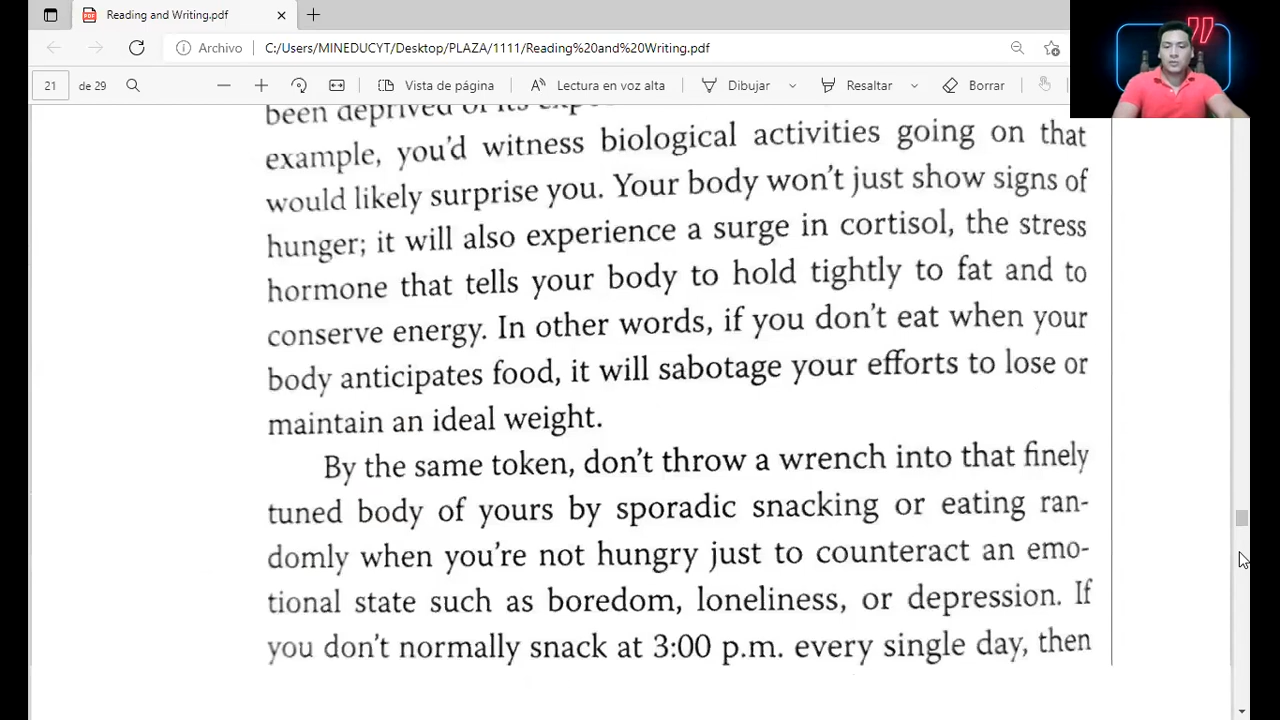 Reading and Writing.pdf
Archivo C:/Users/MINEDUCYT/Desktop/PLAZA/1111/Reading%20and%20Writing.pdf
21 de 29 Vista de página Lectura en voz alta Dibujar Resaltar Borrar
been deprived of its
example, you'd witness biological activities going on that
would likely surprise you. Your body won't just show signs of
hunger; it will also experience a surge in cortisol, the stress
hormone that tells your body to hold tightly to fat and to
conserve energy. In other words, if you don't eat when your
body anticipates food, it will sabotage your efforts to lose or
maintain an ideal weight.
By the same token, don't throw a wrench into that finely
tuned body of yours by sporadic snacking or eating ran-
domly when you're not hungry just to counteract an emo-
tional state such as boredom, loneliness, or depression. If
you don't normally snack at 3:00 p.m. every single day, then